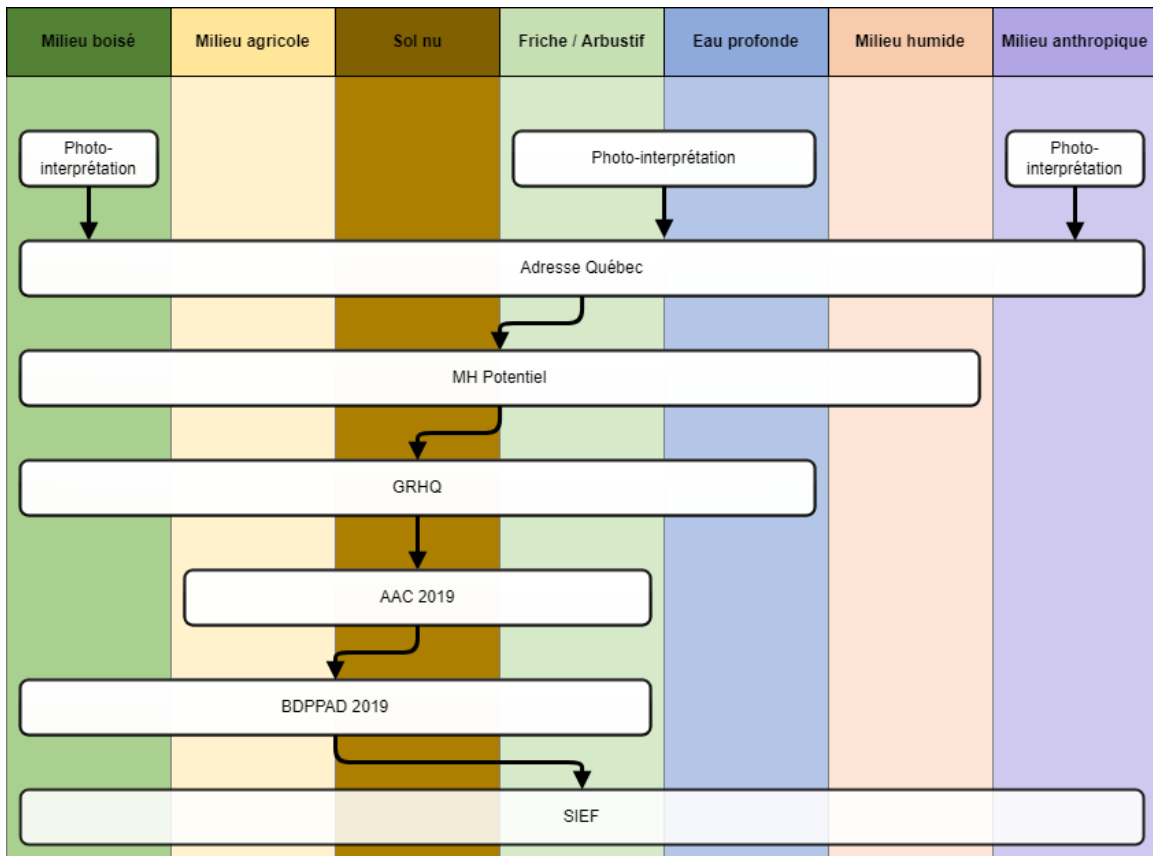 Milieu boisé
Milieu agricole
Sol nu
Friche / Arbustif
Eau profonde
Milieu humide
Milieu anthropique
Photo-
interprétation
Photo-interprétation
Photo-
interprétation
Adresse Québec
MH Potentiel
GRHQ
AAC 2019
BDPPAD 2019
SIEF